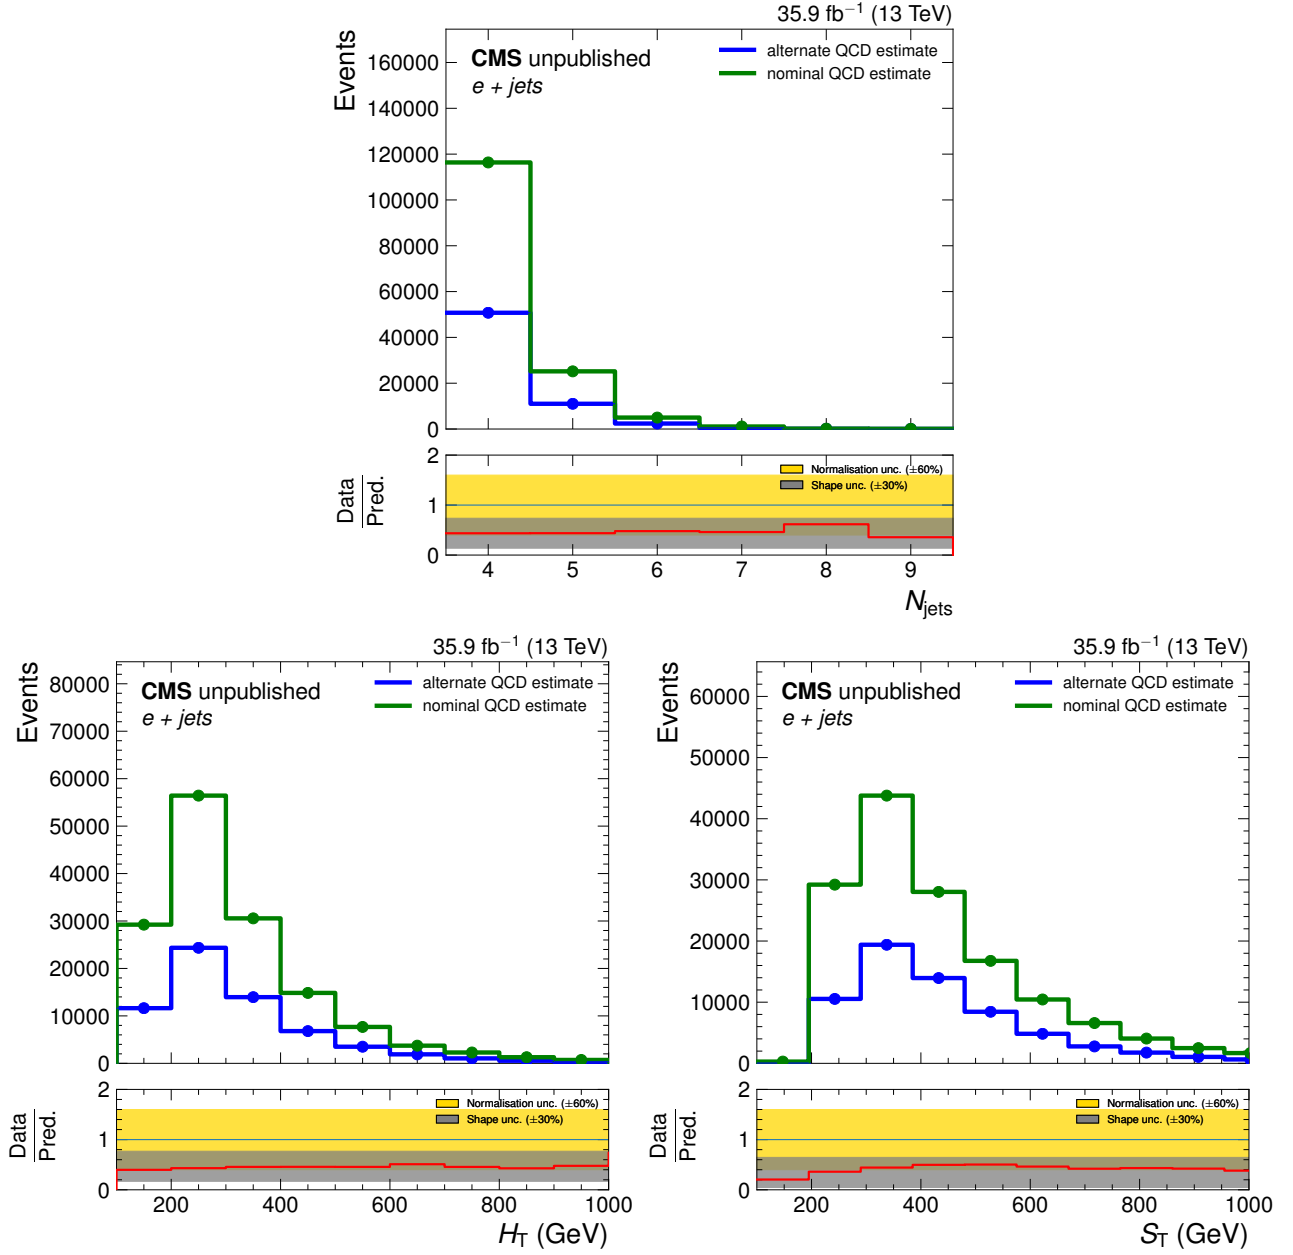 35.9 fb⁻¹ (13 TeV)
Events
CMS unpublished
e + jets
alternate QCD estimate
nominal QCD estimate
160000
140000
120000
100000
80000
60000
40000
20000
0
Data
Pred.
2
1
0
Normalisation unc. (±60%)
Shape unc. (±30%)
4 5 6 7 8 9
N_jets
35.9 fb⁻¹ (13 TeV)
Events
CMS unpublished
e + jets
alternate QCD estimate
nominal QCD estimate
80000
70000
60000
50000
40000
30000
20000
10000
0
Data
Pred.
2
1
0
Normalisation unc. (±60%)
Shape unc. (±30%)
200 400 600 800 1000
H_T (GeV)
35.9 fb⁻¹ (13 TeV)
Events
CMS unpublished
e + jets
alternate QCD estimate
nominal QCD estimate
60000
50000
40000
30000
20000
10000
0
Data
Pred.
2
1
0
Normalisation unc. (±60%)
Shape unc. (±30%)
200 400 600 800 1000
S_T (GeV)